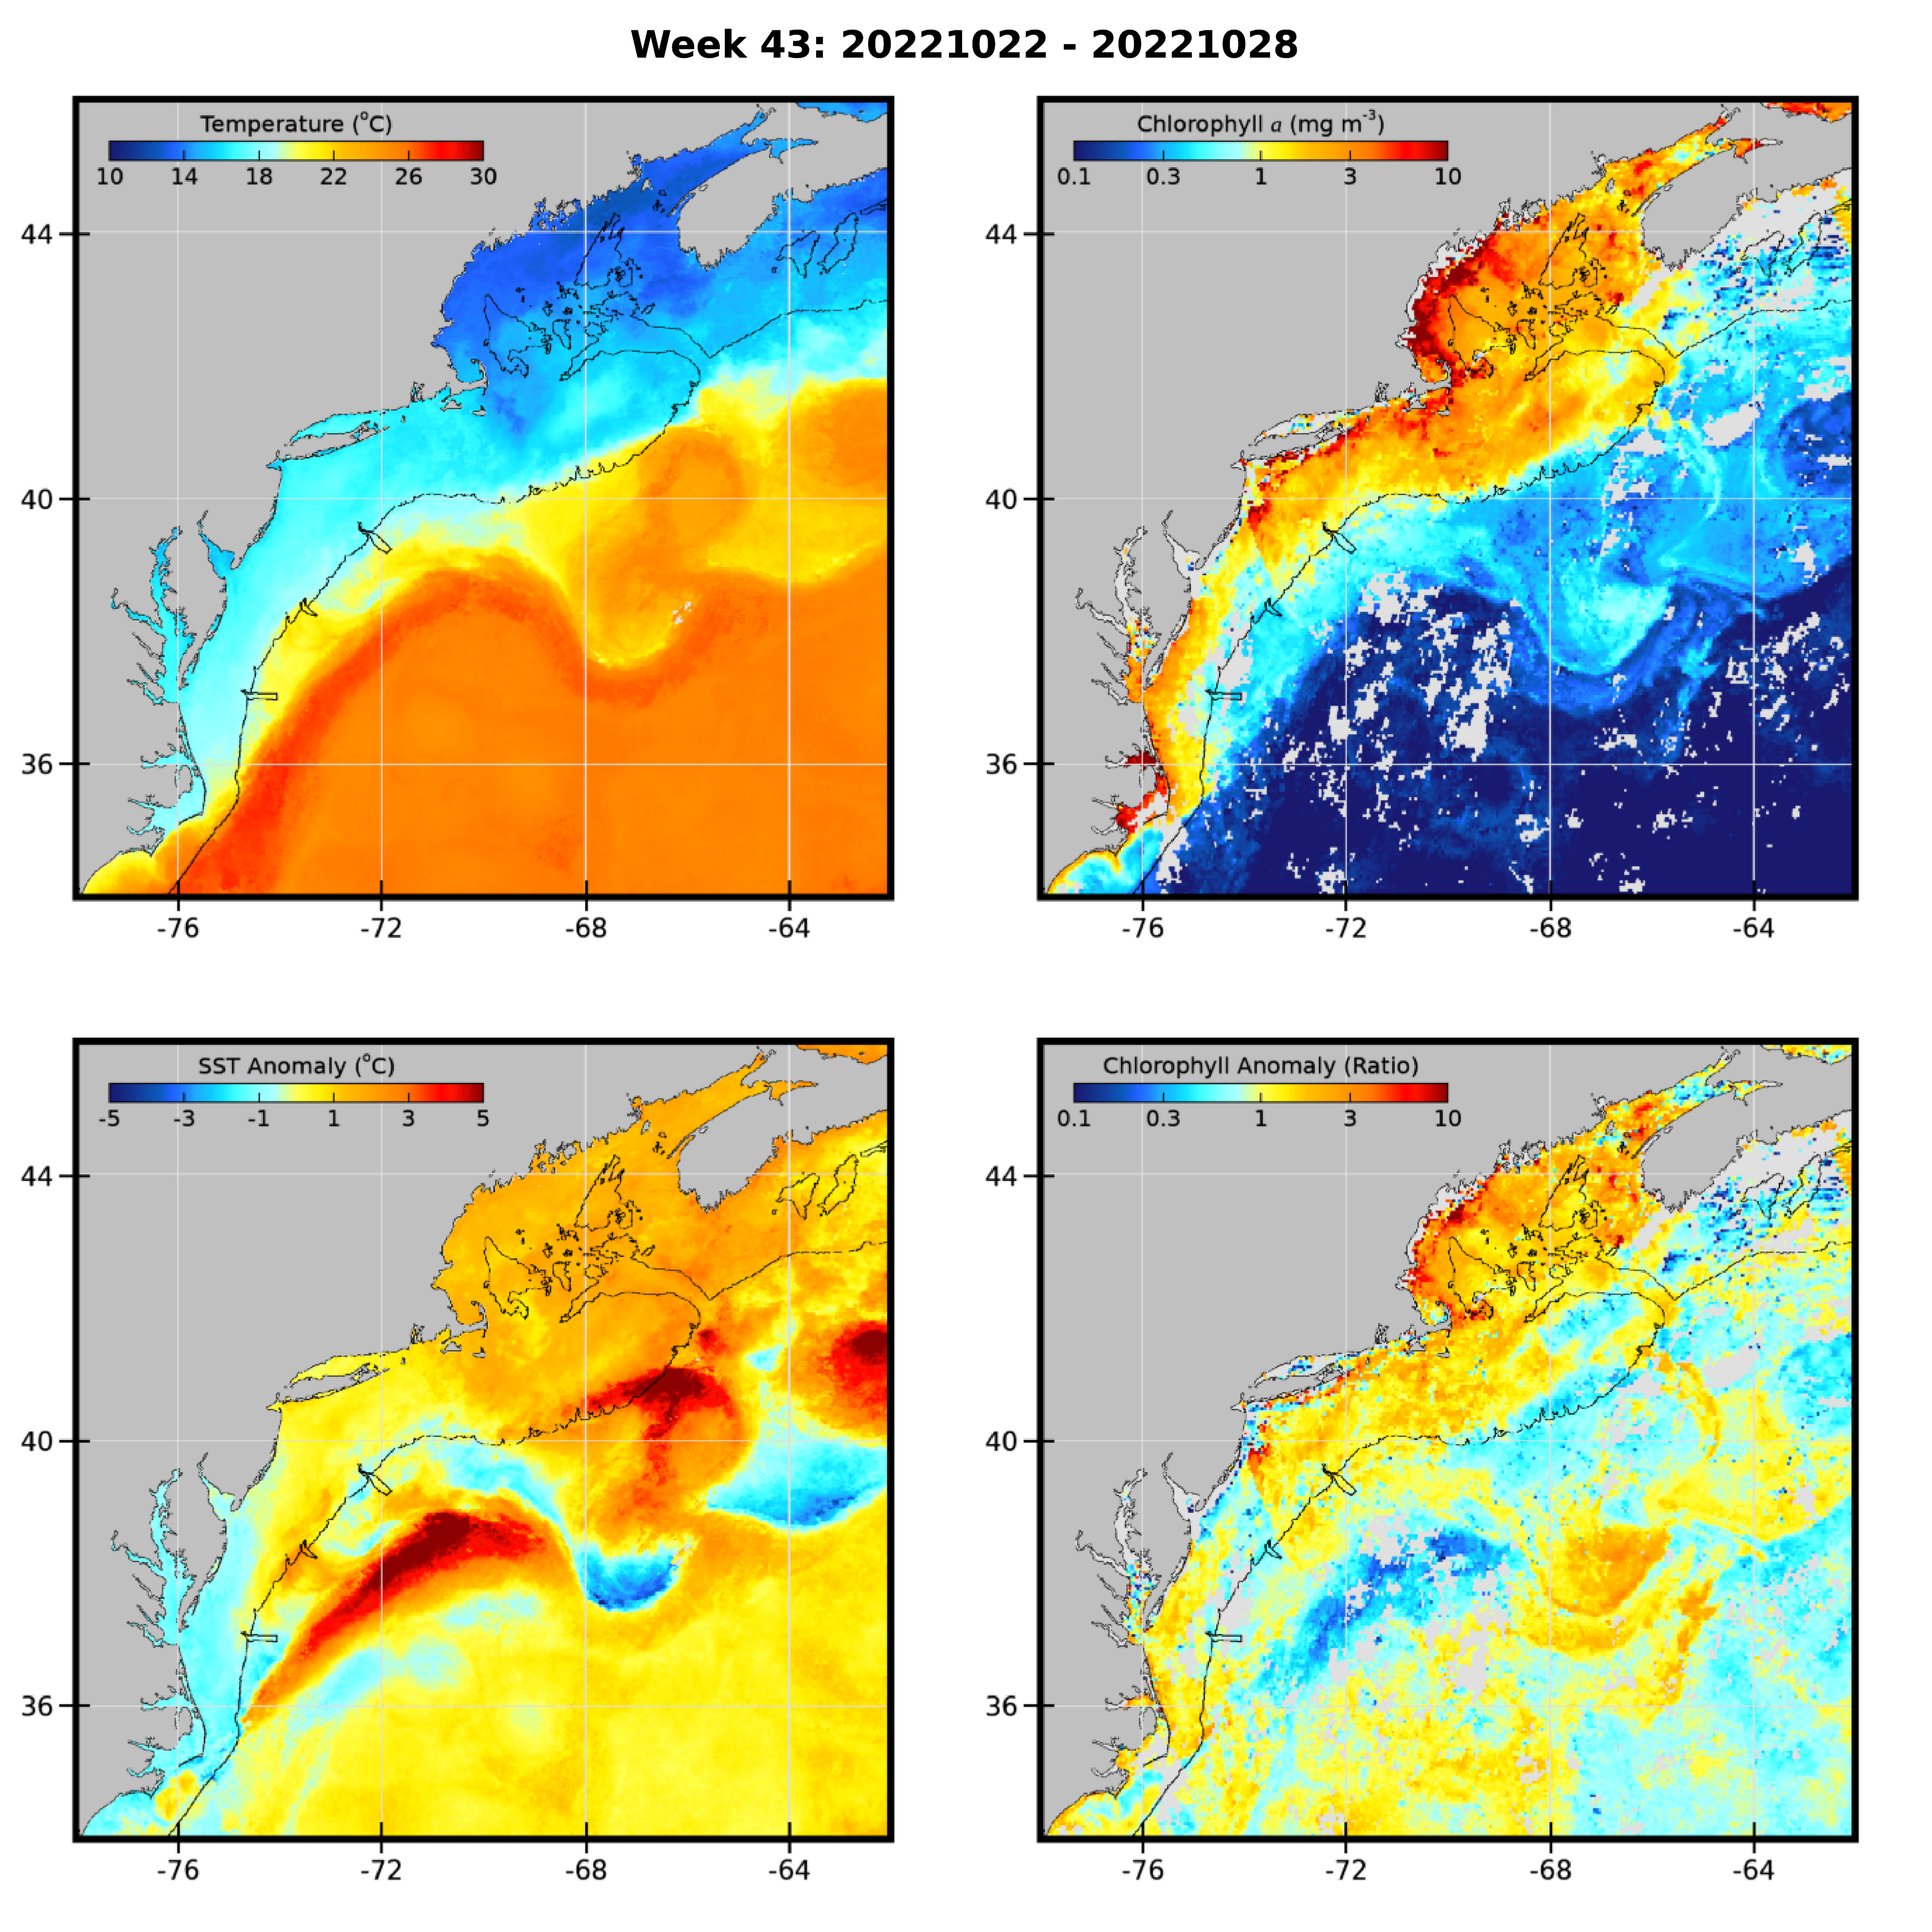 Week 43: 20221022 - 20221028
Temperature (°C)
10 14 18 22 26 30
44
40
36
-76 -72 -68 -64
Chlorophyll a (mg m⁻³)
0.1 0.3 1 3 10
44
40
36
-76 -72 -68 -64
SST Anomaly (°C)
-5 -3 -1 1 3 5
44
40
36
-76 -72 -68 -64
Chlorophyll Anomaly (Ratio)
0.1 0.3 1 3 10
44
40
36
-76 -72 -68 -64